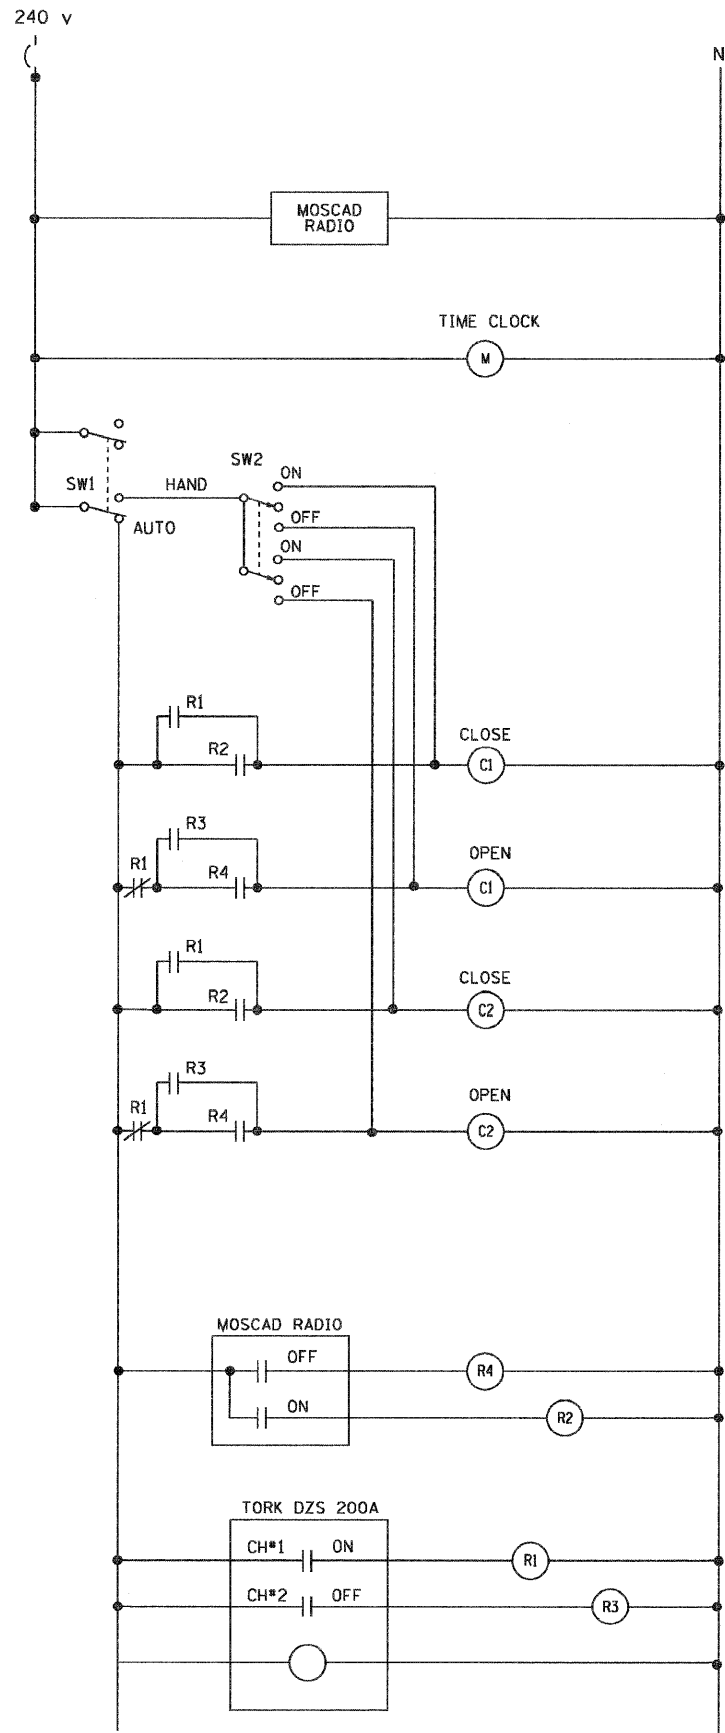 240 v
N
MOSCAD
RADIO
TIME CLOCK
M
SW1
HAND
AUTO
SW2
ON
OFF
ON
OFF
R1
R2
CLOSE
C1
R1
R3
R4
OPEN
C1
R1
R2
CLOSE
C2
R1
R3
R4
OPEN
C2
MOSCAD RADIO
OFF
R4
ON
R2
TORK DZS 200A
CH#1 ON
R1
CH#2 OFF
R3